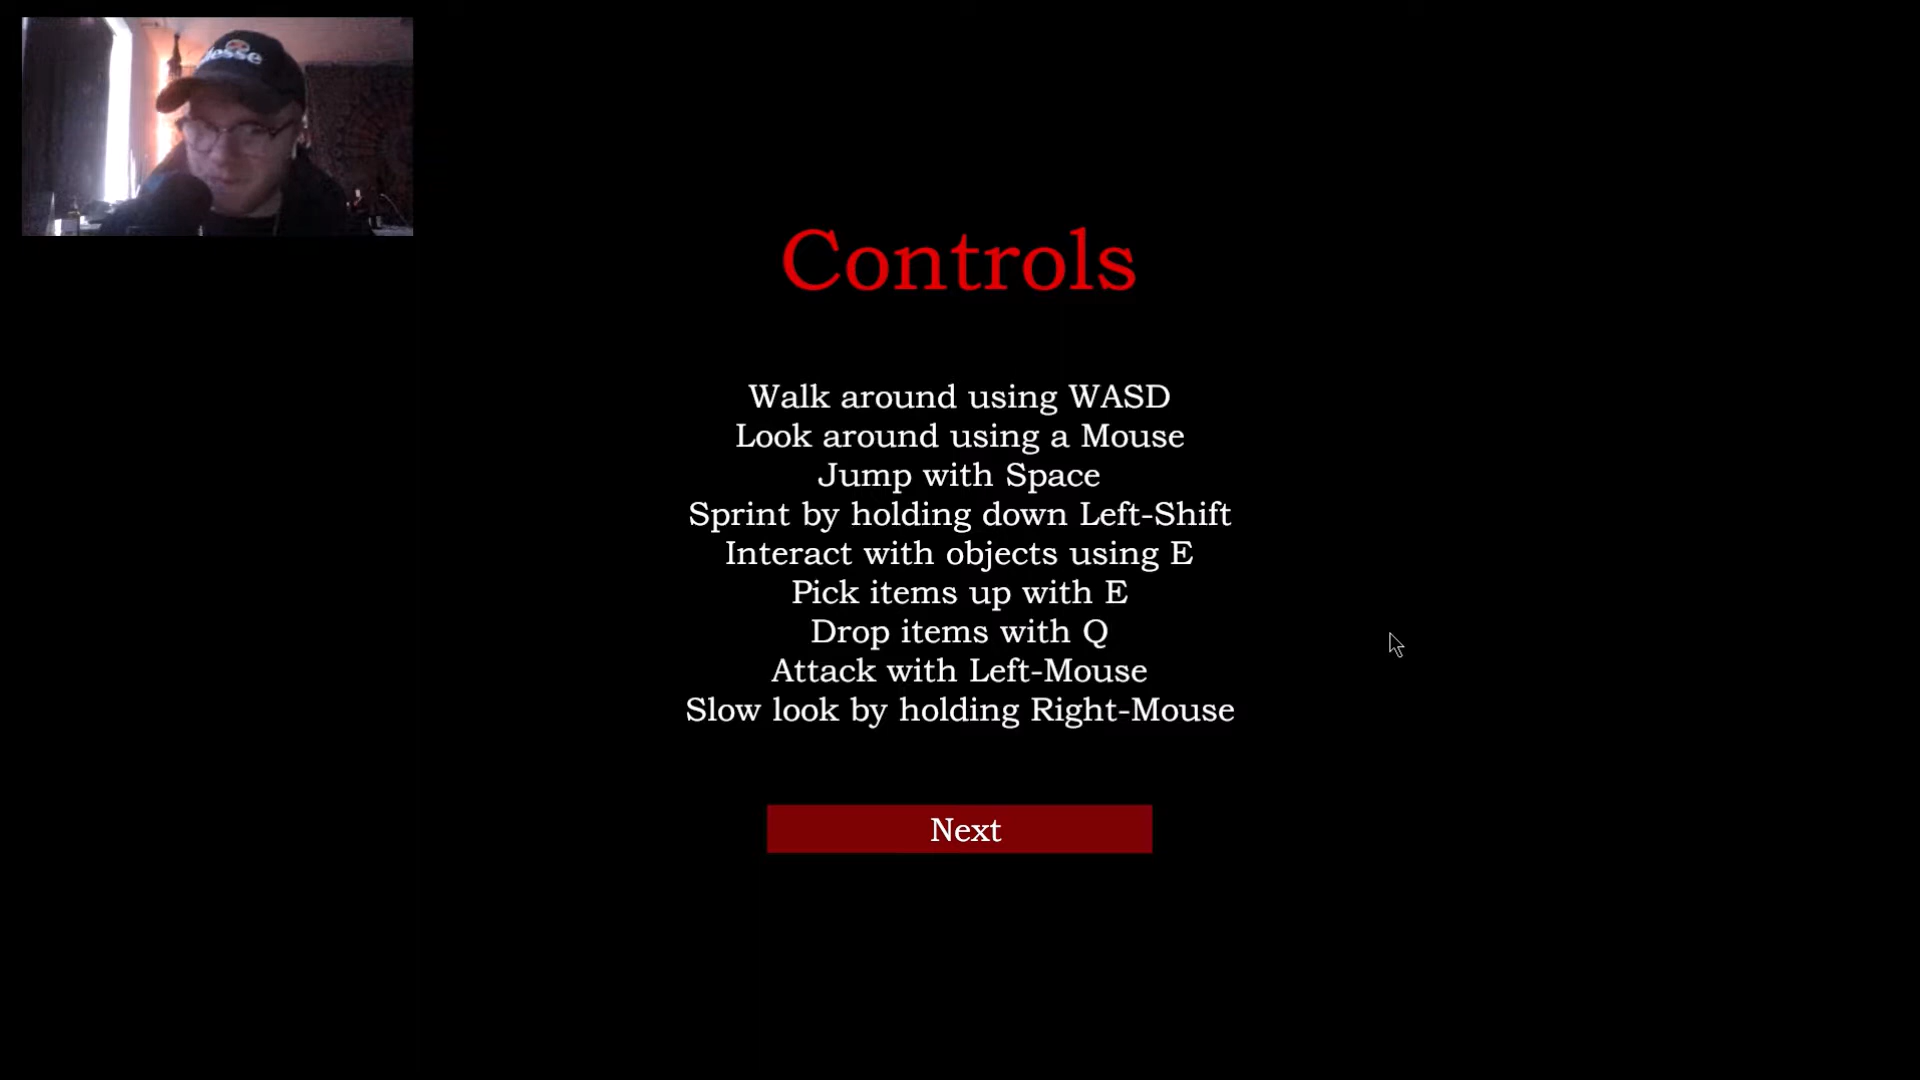 Controls
Walk around using WASD
Look around using a Mouse
Jump with Space
Sprint by holding down Left-Shift
Interact with objects using E
Pick items up with E
Drop items with Q
Attack with Left-Mouse
Slow look by holding Right-Mouse
Next